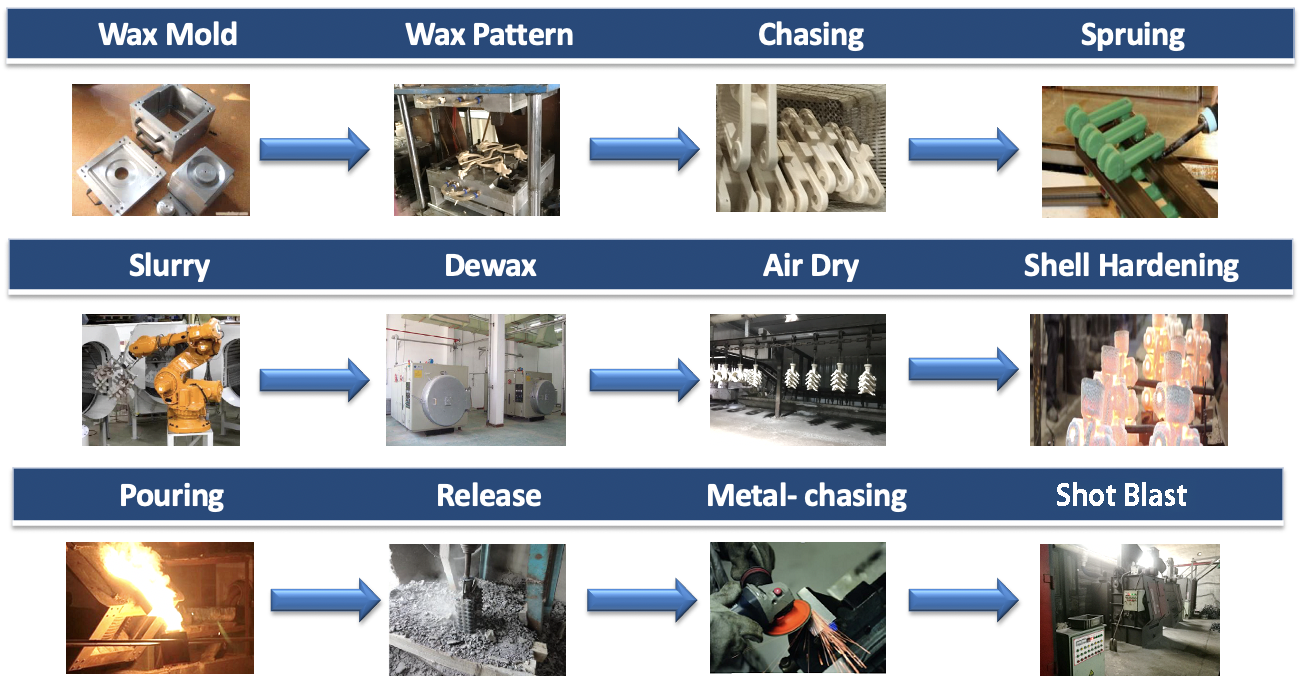 Wax Mold Wax Pattern Chasing Spruing
Slurry Dewax Air Dry Shell Hardening
Pouring Release Metal- chasing Shot Blast